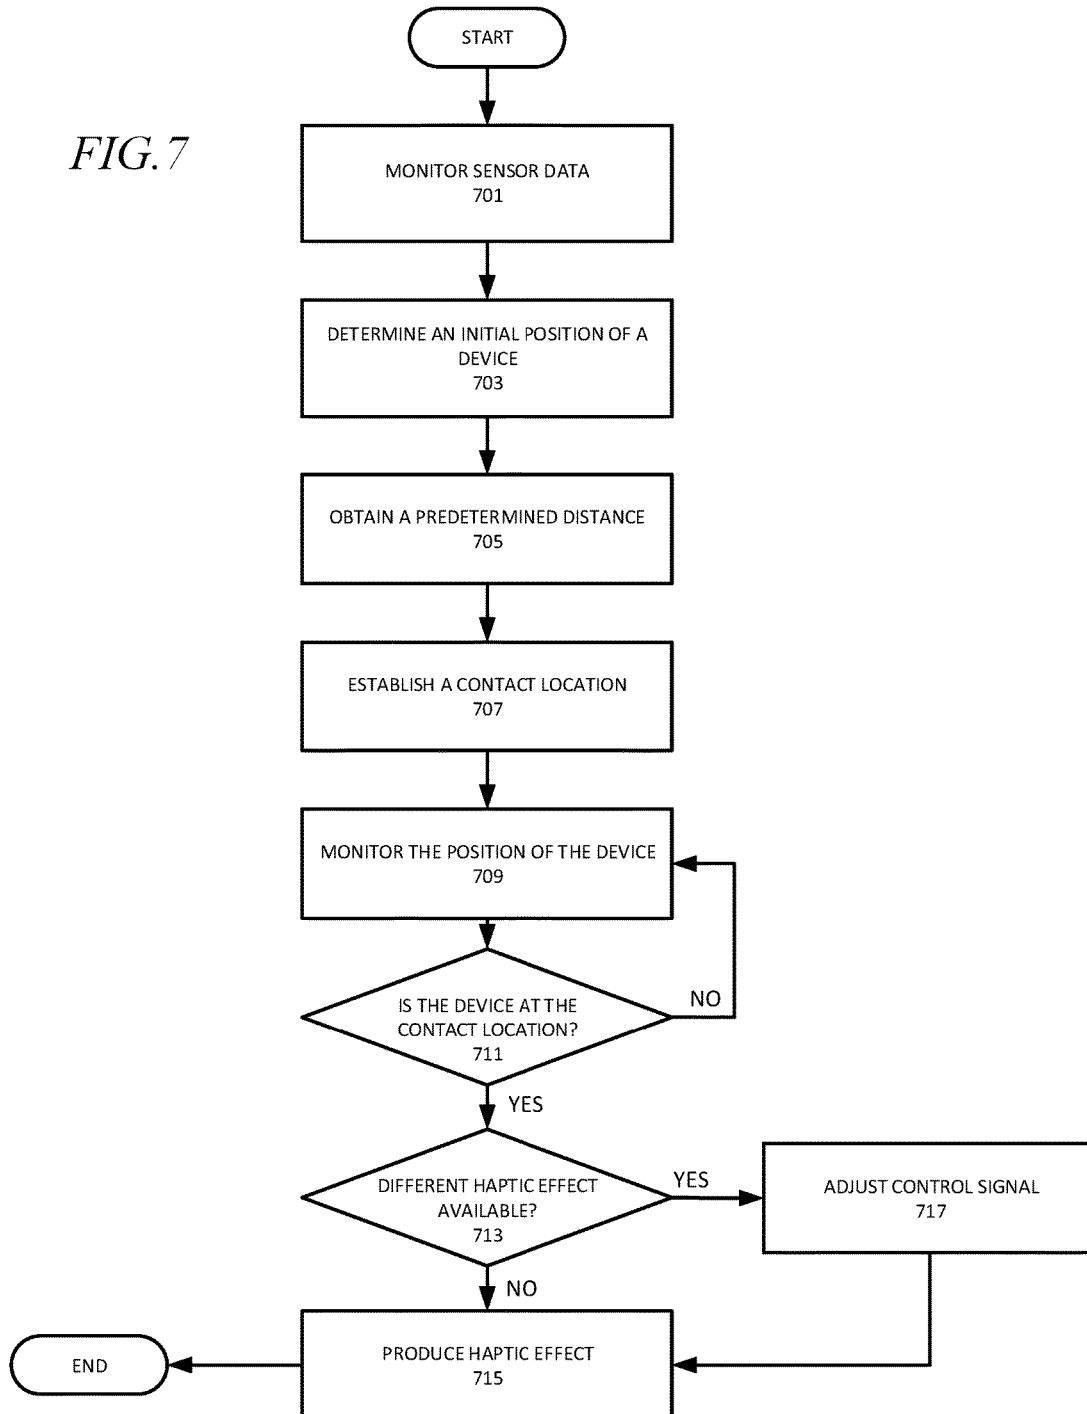 START
FIG.7
MONITOR SENSOR DATA
701
DETERMINE AN INITIAL POSITION OF A
DEVICE
703
OBTAIN A PREDETERMINED DISTANCE
705
ESTABLISH A CONTACT LOCATION
707
MONITOR THE POSITION OF THE DEVICE
709
IS THE DEVICE AT THE
CONTACT LOCATION?
711
NO
YES
DIFFERENT HAPTIC EFFECT
AVAILABLE?
713
YES
ADJUST CONTROL SIGNAL
717
NO
PRODUCE HAPTIC EFFECT
715
END